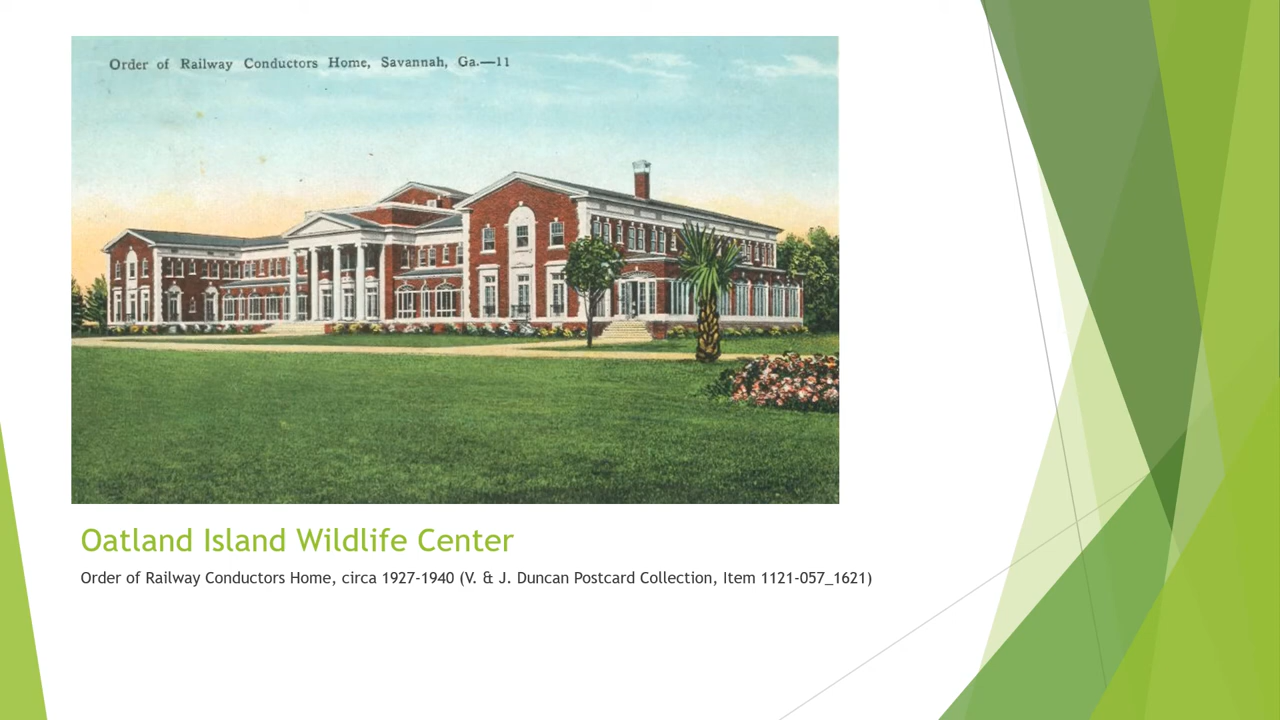 Order of Railway Conductors Home, Savannah, Ga.—11
Oatland Island Wildlife Center
Order of Railway Conductors Home, circa 1927-1940 (V. & J. Duncan Postcard Collection, Item 1121-057_1621)